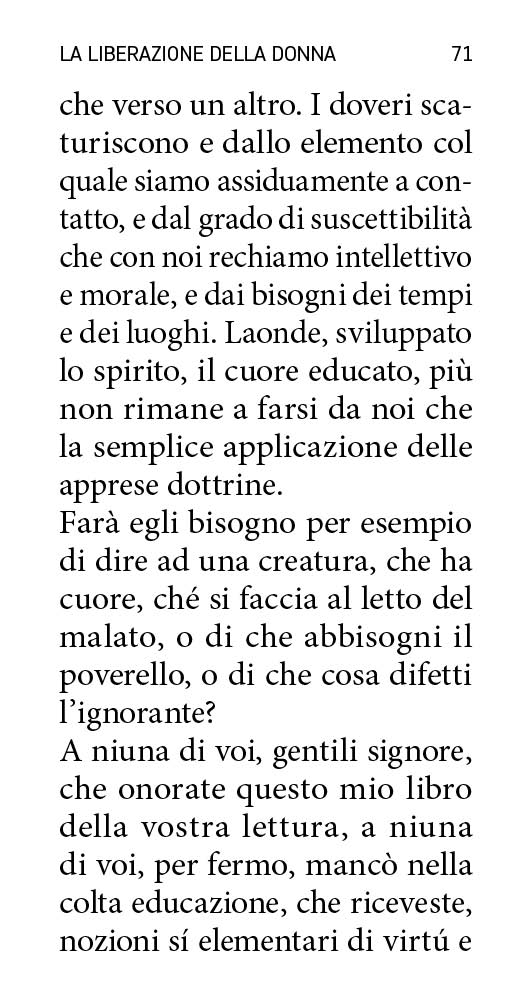 LA LIBERAZIONE DELLA DONNA 71
che verso un altro. I doveri sca-
turiscono e dallo elemento col
quale siamo assiduamente a con-
tatto, e dal grado di suscettibilità
che con noi rechiamo intellettivo
e morale, e dai bisogni dei tempi
e dei luoghi. Laonde, sviluppato
lo spirito, il cuore educato, più
non rimane a farsi da noi che
la semplice applicazione delle
apprese dottrine.
Farà egli bisogno per esempio
di dire ad una creatura, che ha
cuore, ché si faccia al letto del
malato, o di che abbisogni il
poverello, o di che cosa difetti
l’ignorante?
A niuna di voi, gentili signore,
che onorate questo mio libro
della vostra lettura, a niuna
di voi, per fermo, mancò nella
colta educazione, che riceveste,
nozioni sí elementari di virtú e